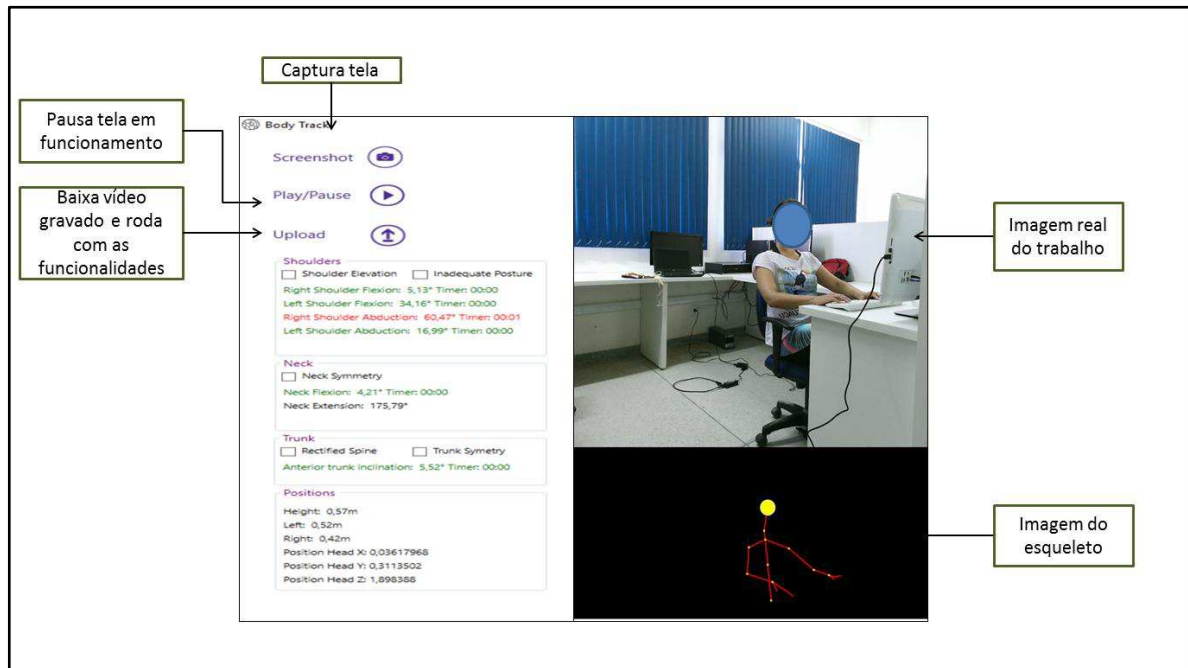 Captura tela
Pausa tela em
funcionamento
Baixa vídeo
gravado e roda
com as
funcionalidades
Body Track
Screenshot
Play/Pause
Upload
Shoulders
Shoulder Elevation
Inadequate Posture
Right Shoulder Flexion: 5,13° Timer: 00:00
Left Shoulder Flexion: 34,16° Timer: 00:00
Right Shoulder Abduction: 60,47° Timer: 00:01
Left Shoulder Abduction: 16,99° Timer: 00:00
Neck
Neck Symmetry
Neck Flexion: 4,21° Timer: 00:00
Neck Extension: 175,79°
Trunk
Rectified Spine
Trunk Symetry
Anterior trunk inclination: 5,52° Timer: 00:00
Positions
Height: 0,57m
Left: 0,52m
Right: 0,42m
Position Head X: 0,03617968
Position Head Y: 0,3113502
Position Head Z: 1,898388
Imagem real
do trabalho
Imagem do
esqueleto